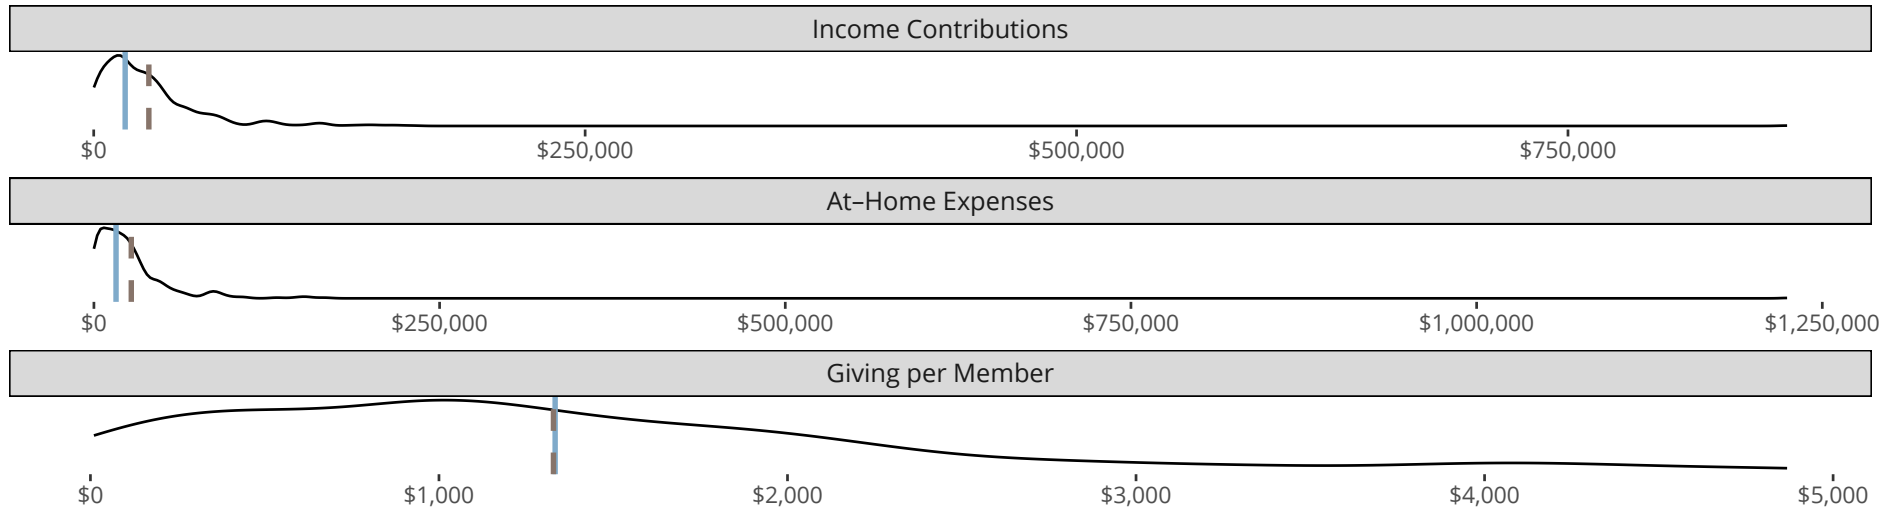 Income Contributions
$0 $250,000 $500,000 $750,000
At–Home Expenses
$0 $250,000 $500,000 $750,000 $1,000,000 $1,250,000
Giving per Member
$0 $1,000 $2,000 $3,000 $4,000 $5,000